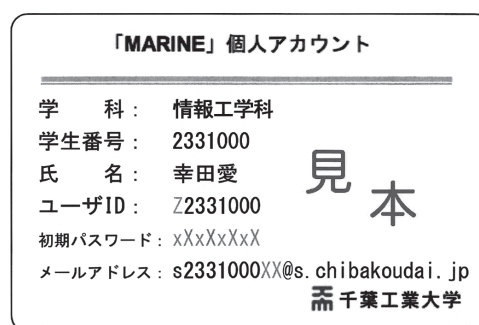 「MARINE」個人アカウント
学　　科： 情報工学科
学生番号： 2331000
氏　　名： 幸田愛
ユーザID： Z2331000
初期パスワード： xXxXxXxX
メールアドレス： s2331000XX@s.chibakoudai.jp
見本
千葉工業大学